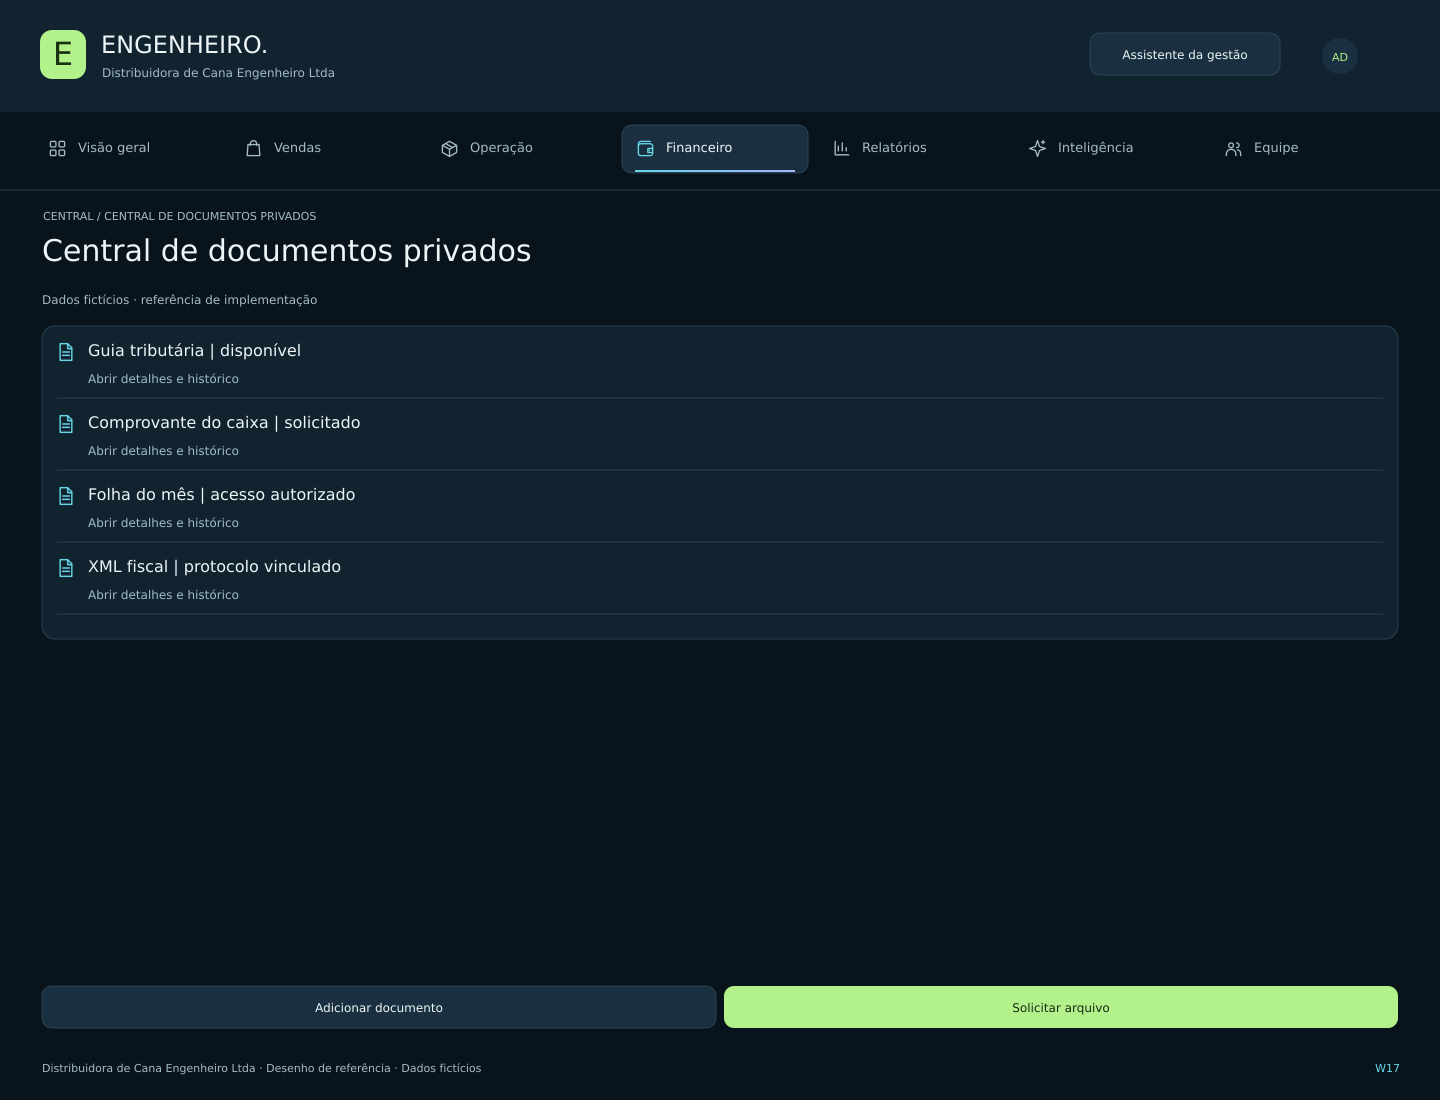 E
ENGENHEIRO.
Distribuidora de Cana Engenheiro Ltda
Assistente da gestão
AD
Visão geral
Vendas
Operação
Financeiro
Relatórios
Inteligência
Equipe
CENTRAL / CENTRAL DE DOCUMENTOS PRIVADOS
Central de documentos privados
Dados fictícios · referência de implementação
Guia tributária | disponível
Abrir detalhes e histórico
Comprovante do caixa | solicitado
Abrir detalhes e histórico
Folha do mês | acesso autorizado
Abrir detalhes e histórico
XML fiscal | protocolo vinculado
Abrir detalhes e histórico
Adicionar documento
Solicitar arquivo
Distribuidora de Cana Engenheiro Ltda · Desenho de referência · Dados fictícios
W17